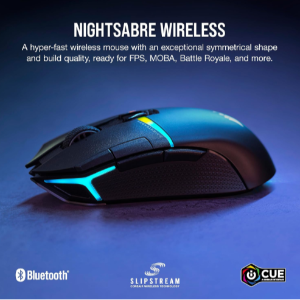 NIGHTSABRE WIRELESS
A hyper-fast wireless mouse with an exceptional symmetrical shape
and build quality, ready for FPS, MOBA, Battle Royale, and more.
Bluetooth®
SLIPSTREAM
CORSAIR WIRELESS TECHNOLOGY
CUE